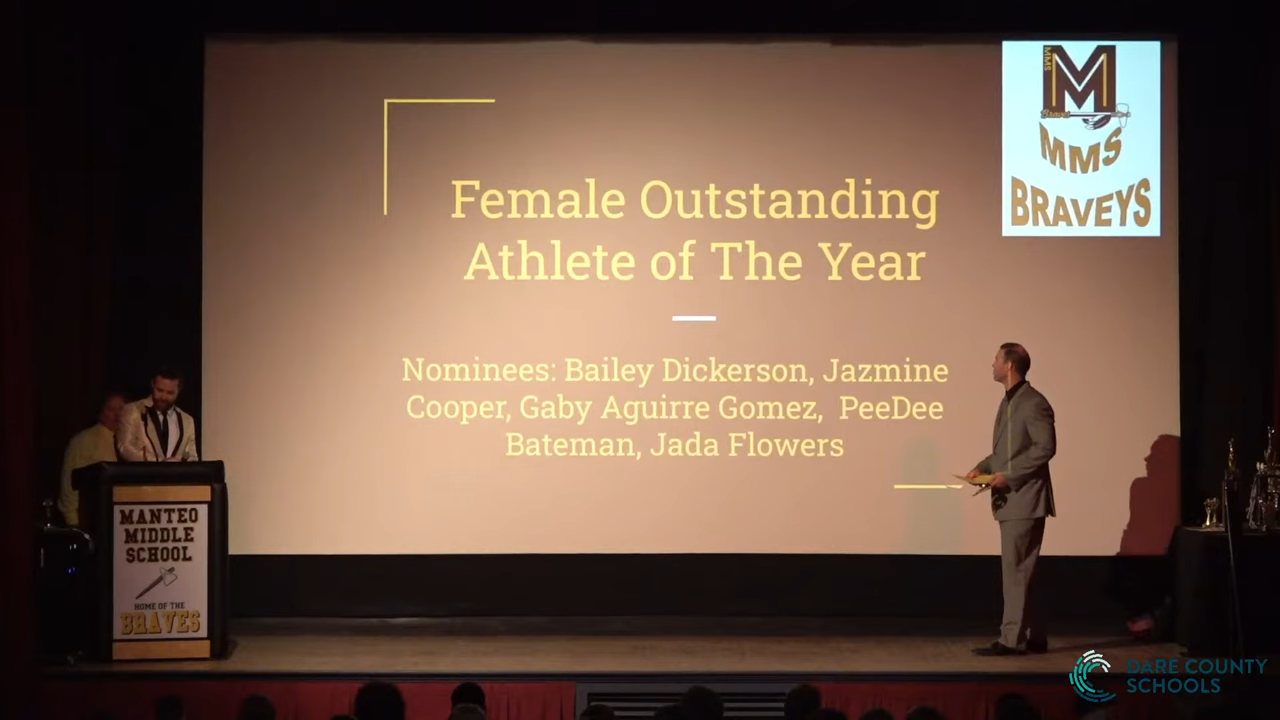 MMS
M
MMS
BRAVEYS
Female Outstanding
Athlete of The Year
Nominees: Bailey Dickerson, Jazmine
Cooper, Gaby Aguirre Gomez, PeeDee
Bateman, Jada Flowers
MANTEO
MIDDLE
SCHOOL
HOME OF THE
BRAVES
DARE COUNTY
SCHOOLS